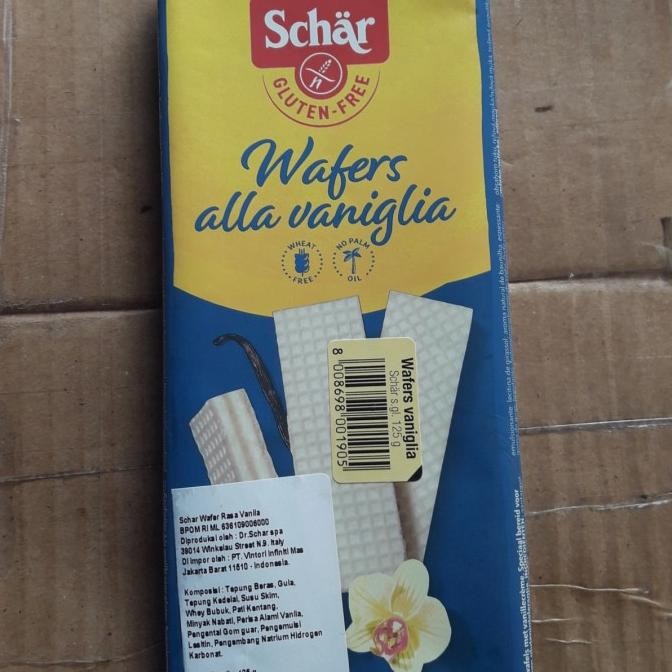 Schär
GLUTEN-FREE
Wafers
alla vaniglia
WHEAT FREE
NO PALM OIL
Wafers vaniglia
Schär s.gl. 125 g
8 008698 001905
Schar Wafer Rasa Vanila
BPOM RI ML 636109006000
Diproduksi oleh : Dr.Schar spa
39014 Winkelau Street N.9. Italy
Di impor oleh : PT. Vintori Infiniti Mas
Jakarta Barat 11610 - Indonesia.
Komposisi : Tepung Beras, Gula,
Tepung Kedelai, Susu Skim,
Whey Bubuk, Pati Kentang,
Minyak Nabati, Perisa Alami Vanila,
Pengental Gom guar, Pengemulsi
Lesitin, Pengembang Natrium Hidrogen
Karbonat.